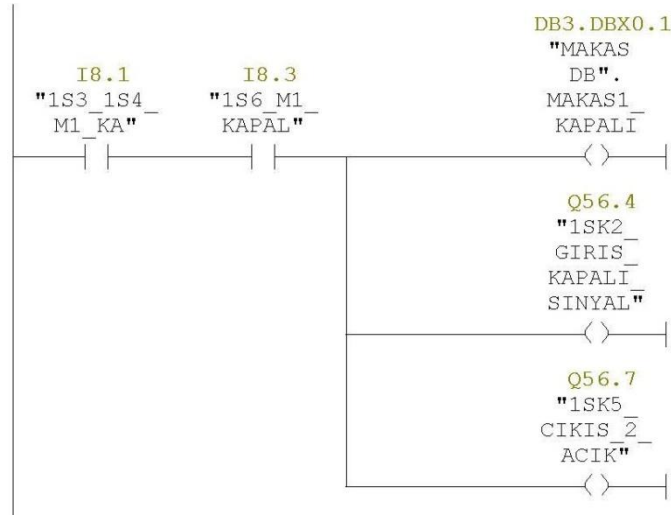 DB3.DBX0.1
"MAKAS
DB".
MAKAS1_
KAPALI
I8.1
"1S3_1S4_
M1_KA"
I8.3
"1S6_M1_
KAPAL"
Q56.4
"1SK2_
GIRIS_
KAPALI_
SINYAL"
Q56.7
"1SK5_
CIKIS_2_
ACIK"